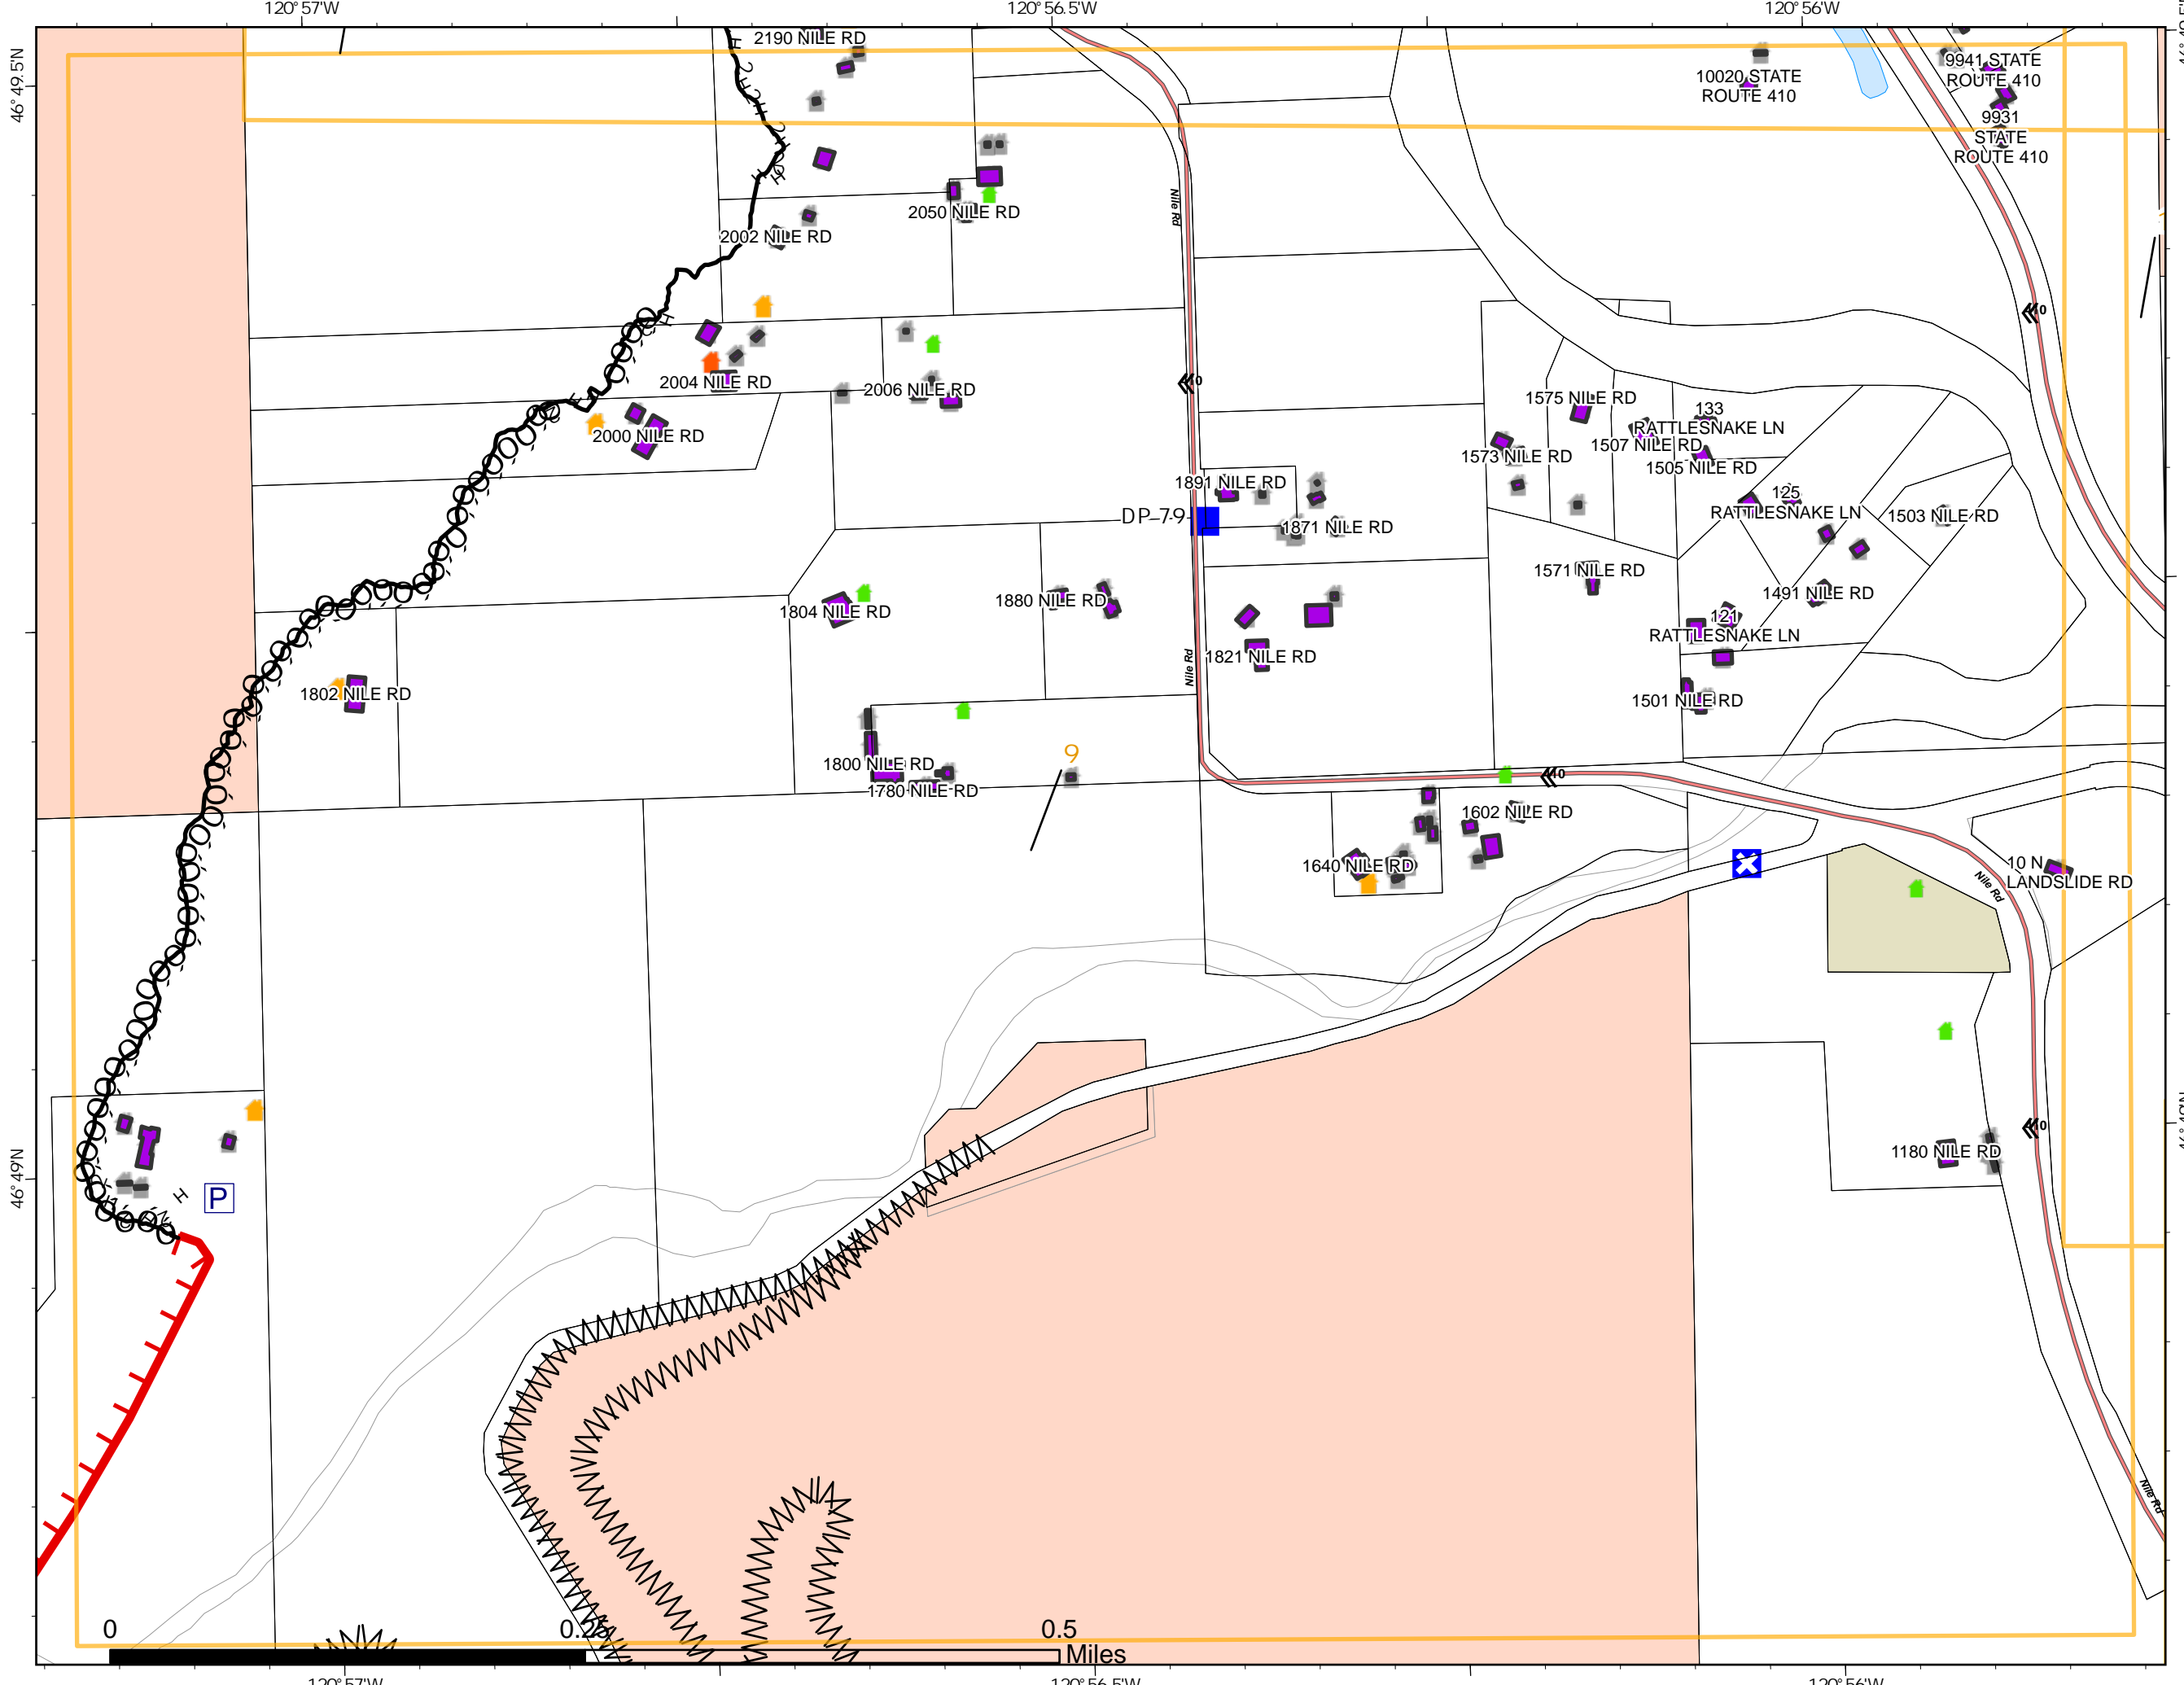 120°57'W
120°56.5'W
120°56'W
46°49.5'N
2190 NILE RD
10020 STATE
ROUTE 410
9941 STATE
ROUTE 410
9931
STATE
ROUTE 410
2050 NILE RD
2002 NILE RD
Nile Rd
2004 NILE RD
2006 NILE RD
2000 NILE RD
1575 NILE RD
133
RATTLESNAKE LN
1507 NILE RD
1573 NILE RD
1505 NILE RD
1891 NILE RD
DP-79
1871 NILE RD
125
RATTLESNAKE LN
1503 NILE RD
1571 NILE RD
1491 NILE RD
1804 NILE RD
1880 NILE RD
121
RATTLESNAKE LN
1821 NILE RD
Nile Rd
1802 NILE RD
1501 NILE RD
9
1800 NILE RD
1780 NILE RD
1602 NILE RD
1640 NILE RD
10 N
LANDSLIDE RD
Nile Rd
1180 NILE RD
46°49'N
P
Nile Rd
0
0.25
0.5
Miles
120°57'W
120°56.5'W
120°56'W